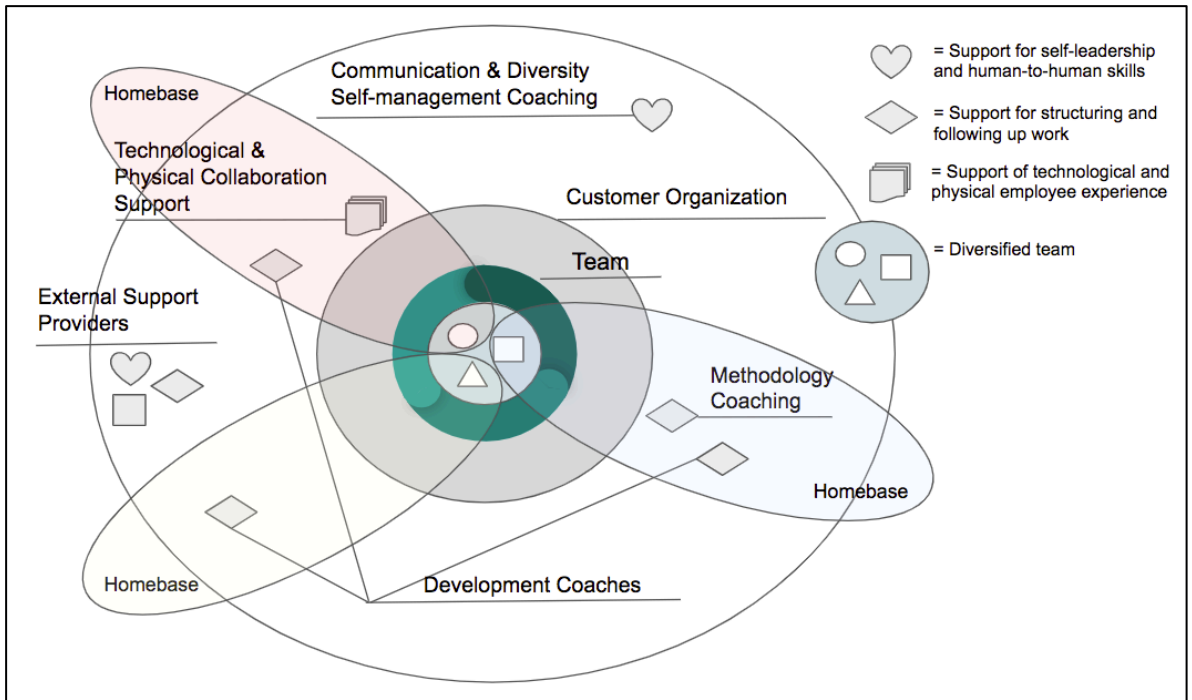 Homebase
Communication & Diversity
Self-management Coaching
Technological &
Physical Collaboration
Support
Customer Organization
Team
External Support
Providers
Methodology
Coaching
Homebase
Homebase
Development Coaches
= Support for self-leadership
and human-to-human skills
= Support for structuring and
following up work
= Support of technological and
physical employee experience
= Diversified team